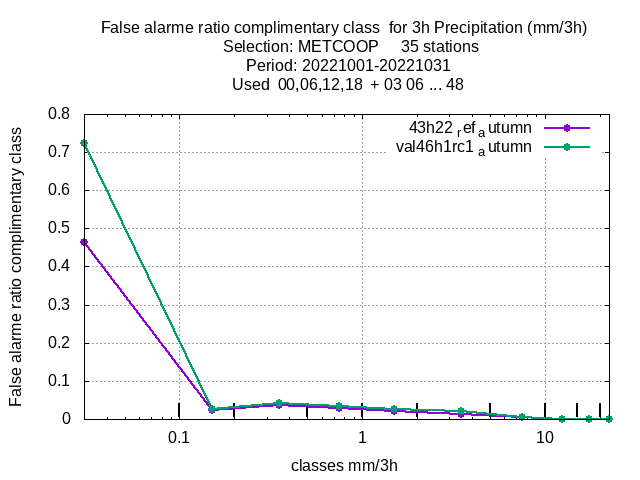 False alarme ratio complimentary class  for 3h Precipitation (mm/3h)
Selection: METCOOP     35 stations
Period: 20221001-20221031
Used  00,06,12,18  + 03 06 ... 48
43h22 ref autumn
val46h1rc1 autumn
0.8
0.7
0.6
0.5
0.4
0.3
0.2
0.1
0
False alarme ratio complimentary class
0.1
1
10
classes mm/3h